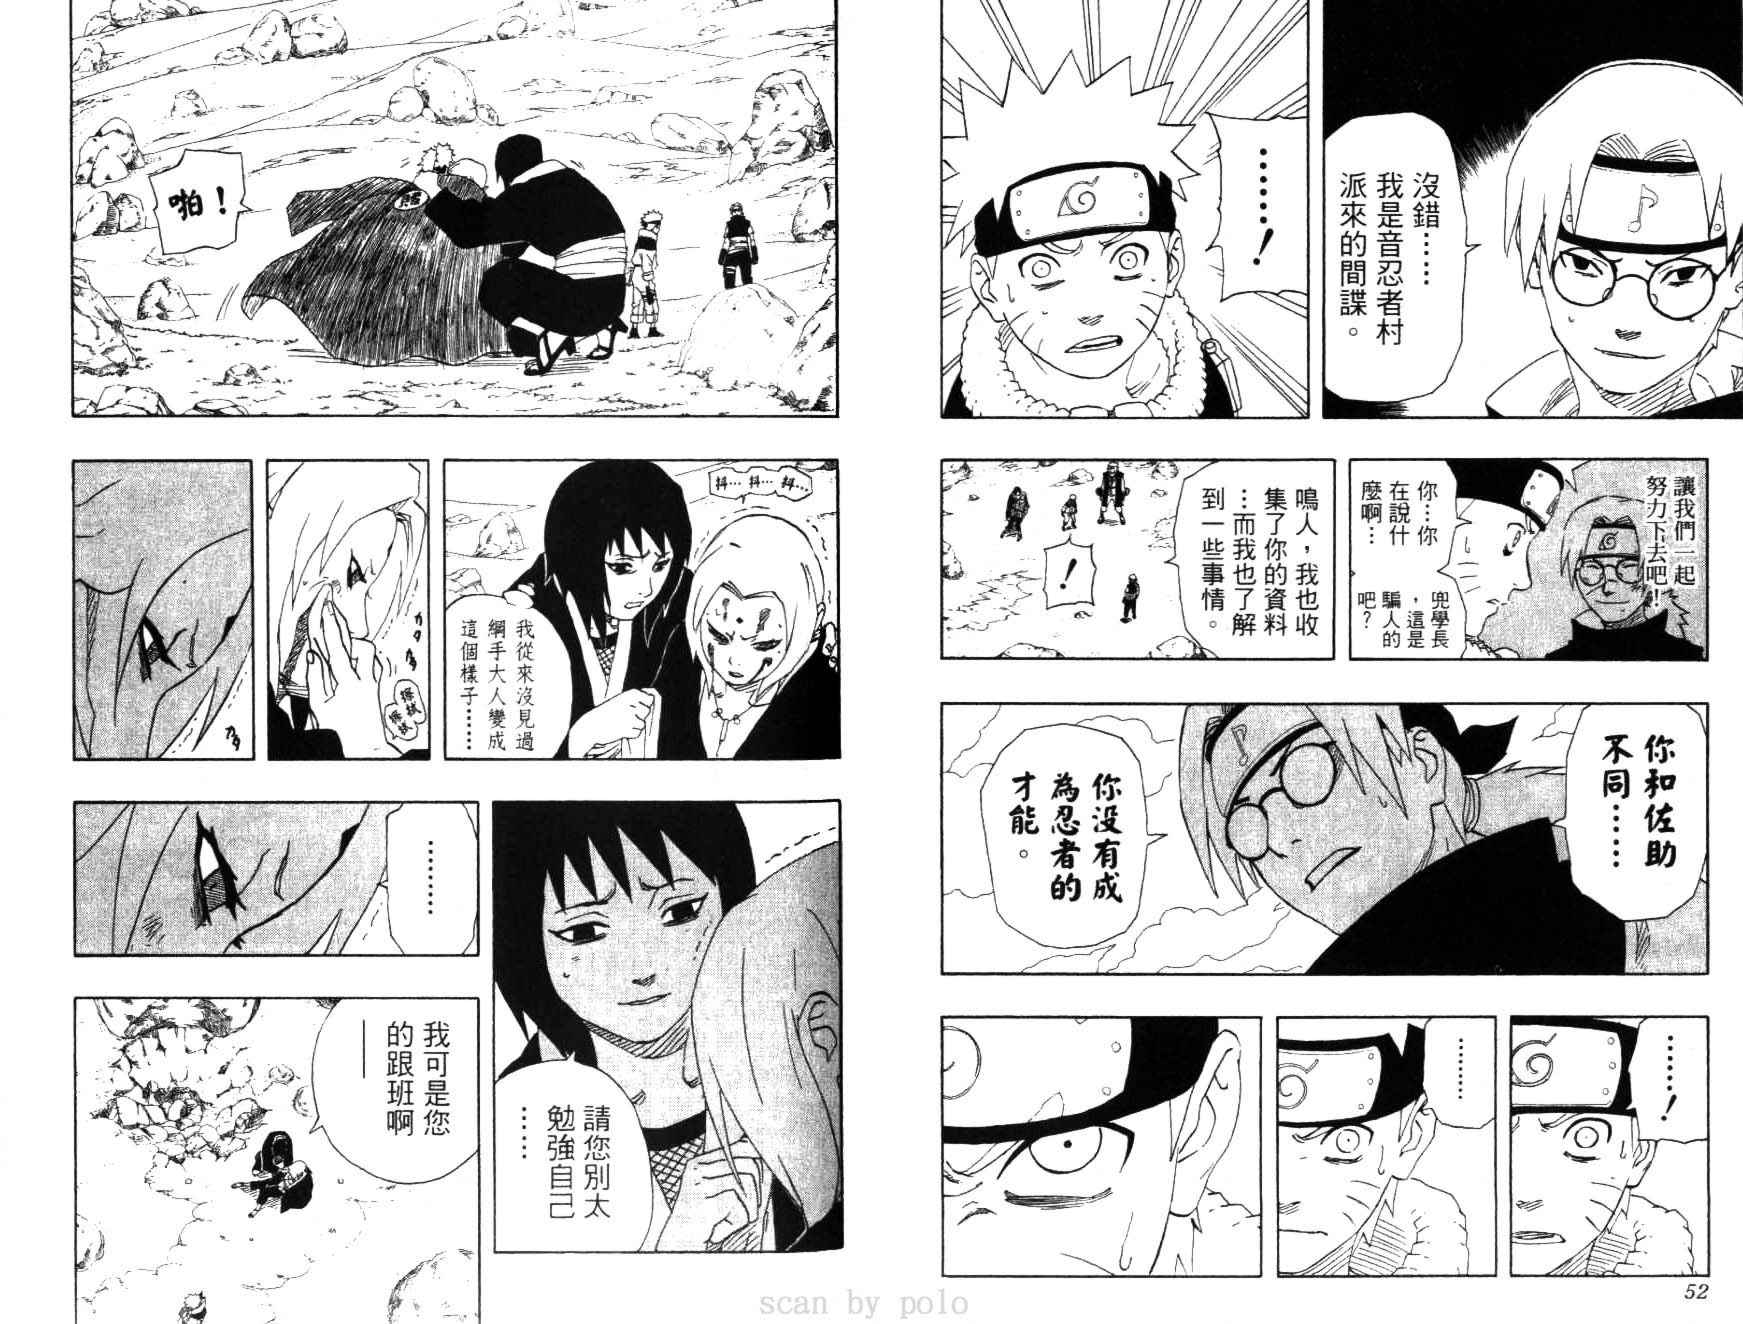 沒錯……
我是音忍者村
派來的間諜。
……!
讓我們一起
努力下去吧!
你…你
在說什
麼啊…
兜學長
，這是
騙人的
吧?
鳴人，我也收
集了你的資料
…而我也了解
到一些事情。
!
你和佐助
不同……
你沒有成
為忍者的
才能。
……!
………
52
啪!
賭
抖…抖…抖…
我從來沒見過
綱手大人變成
這個樣子……
擦拭
擦拭
………
請您別太
勉強自己
……
我可是您
的跟班啊
——
scan by polo